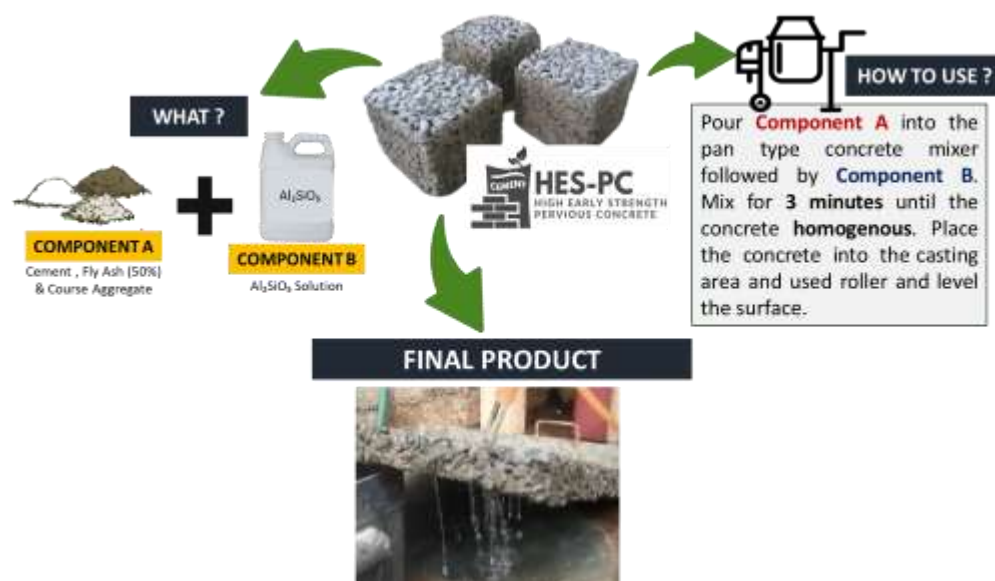 WHAT ?
Al₂SiO₅
COMPONENT A
Cement , Fly Ash (50%)
& Course Aggregate
COMPONENT B
Al₂SiO₅ Solution
CEMENT
HES-PC
HIGH EARLY STRENGTH
PERVIOUS CONCRETE
HOW TO USE ?
Pour Component A into the
pan type concrete mixer
followed by Component B.
Mix for 3 minutes until the
concrete homogenous. Place
the concrete into the casting
area and used roller and level
the surface.
FINAL PRODUCT